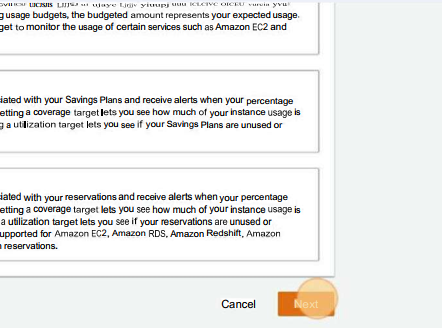 g usage budgets, the budgeted amount represents your expected usage.
get to monitor the usage of certain services such as Amazon EC2 and
iated with your Savings Plans and receive alerts when your percentage
etting a coverage target lets you see how much of your instance usage is
g a utilization target lets you see if your Savings Plans are unused or
iated with your reservations and receive alerts when your percentage
etting a coverage target lets you see how much of your instance usage is
a utilization target lets you see if your reservations are unused or
upported for Amazon EC2, Amazon RDS, Amazon Redshift, Amazon
reservations.
Cancel Next